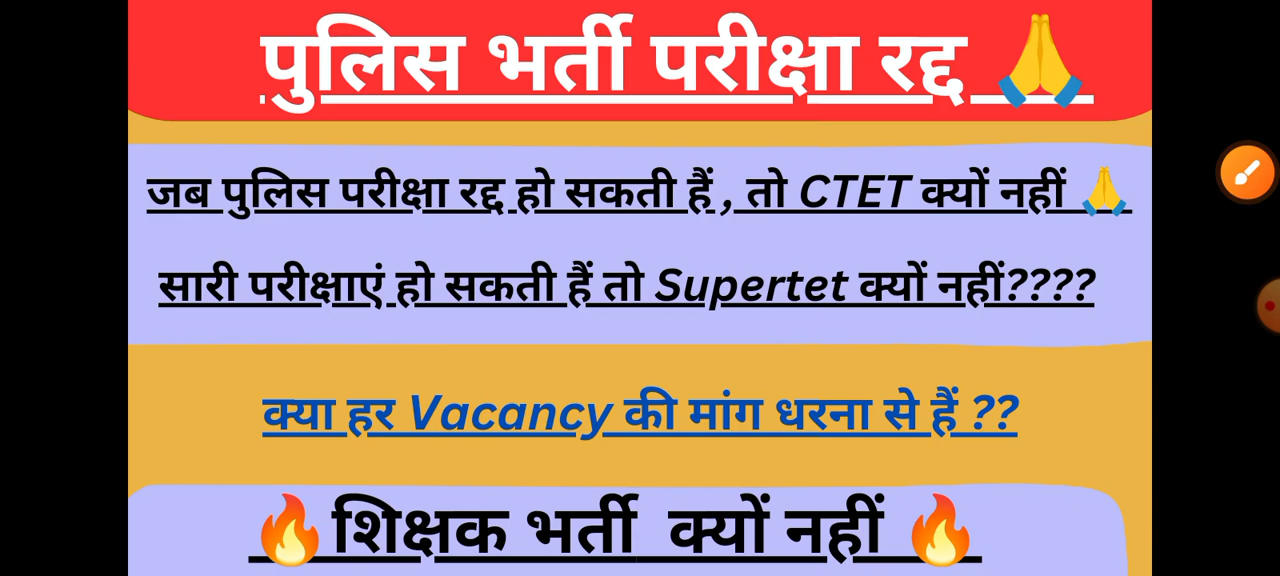 पुलिस भर्ती परीक्षा रद्द 🙏
जब पुलिस परीक्षा रद्द हो सकती हैं , तो CTET क्यों नहीं 🙏
सारी परीक्षाएं हो सकती हैं तो Supertet क्यों नहीं????
क्या हर Vacancy की मांग धरना से हैं ??
🔥शिक्षक भर्ती क्यों नहीं 🔥